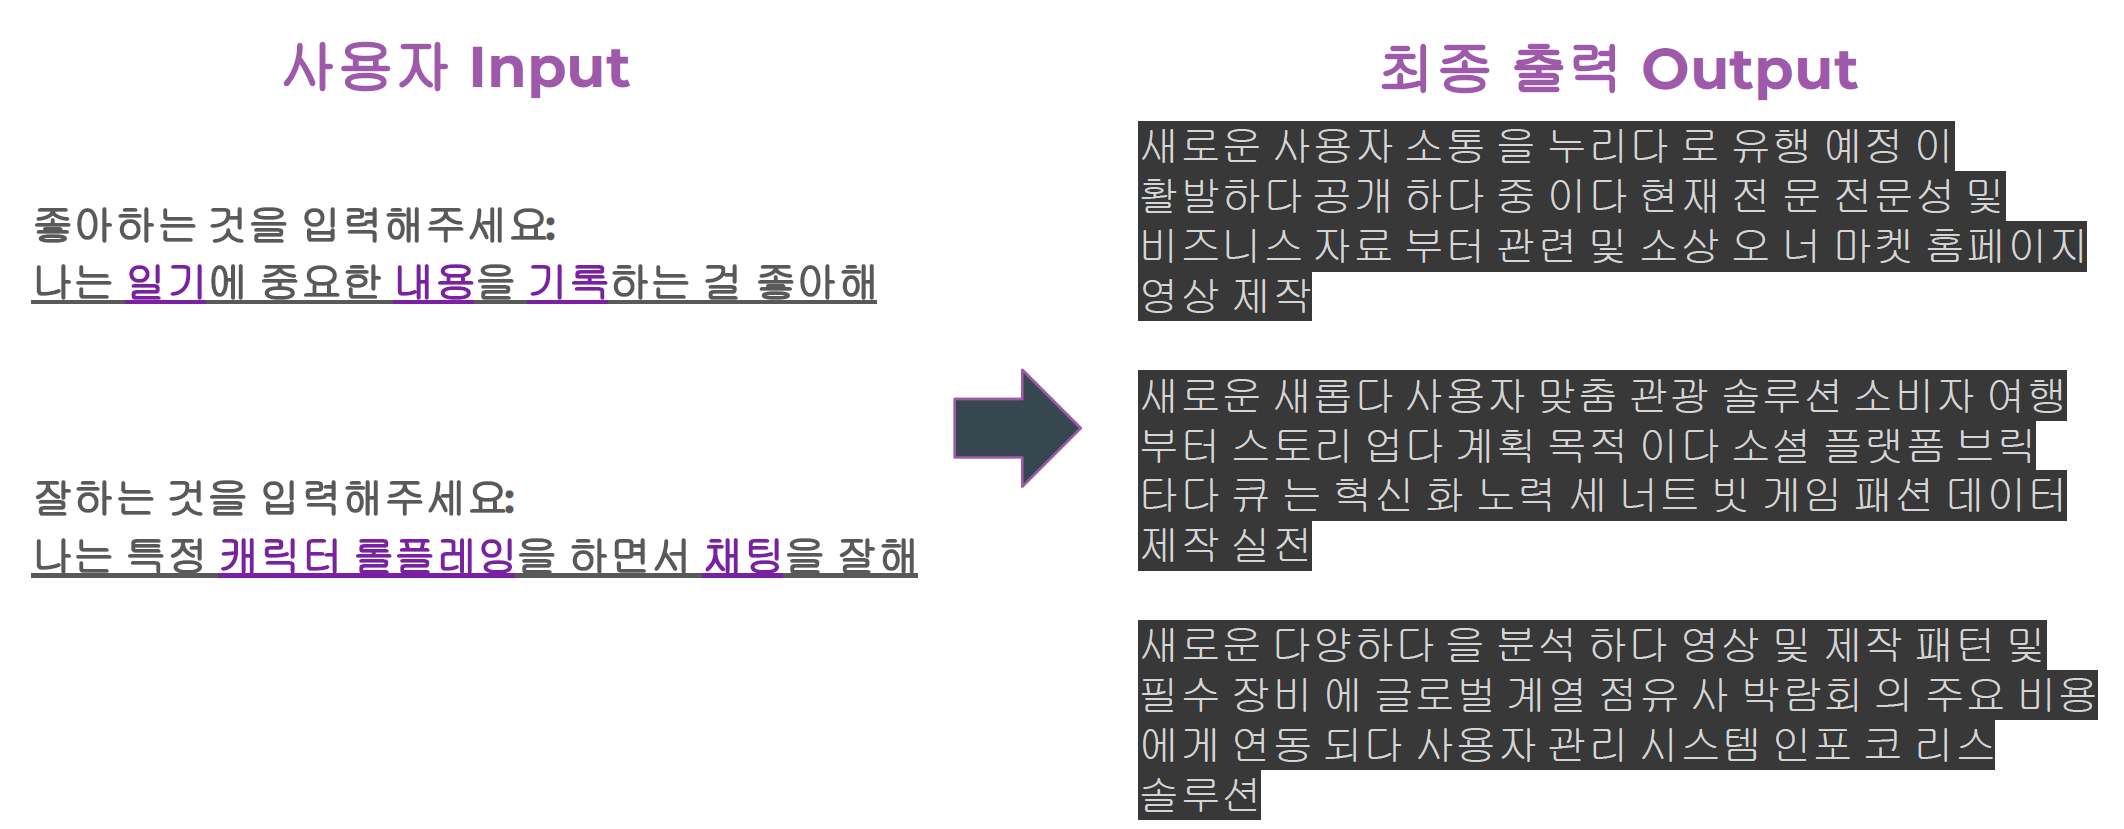 사용자 Input
좋아하는 것을 입력해주세요:
나는 일기에 중요한 내용을 기록하는 걸 좋아해
잘하는 것을 입력해주세요:
나는 특정 캐릭터 롤플레잉을 하면서 채팅을 잘해
최종 출력 Output
새로운 사용자 소통 을 누리다 로 유행 예정 이
활발하다 공개 하다 중 이다 현재 전 문 전문성 및
비즈니스 자료 부터 관련 및 소상 오 너 마켓 홈페이지
영상 제작
새로운 새롭다 사용자 맞춤 관광 솔루션 소비자 여행
부터 스토리 업다 계획 목적 이다 소셜 플랫폼 브릭
타다 큐 는 혁신 화 노력 세 너트 빗 게임 패션 데이터
제작 실전
새로운 다양하다 을 분석 하다 영상 및 제작 패턴 및
필수 장비 에 글로벌 계열 점유 사 박람회 의 주요 비용
에게 연동 되다 사용자 관리 시스템 인포 코 리스
솔루션